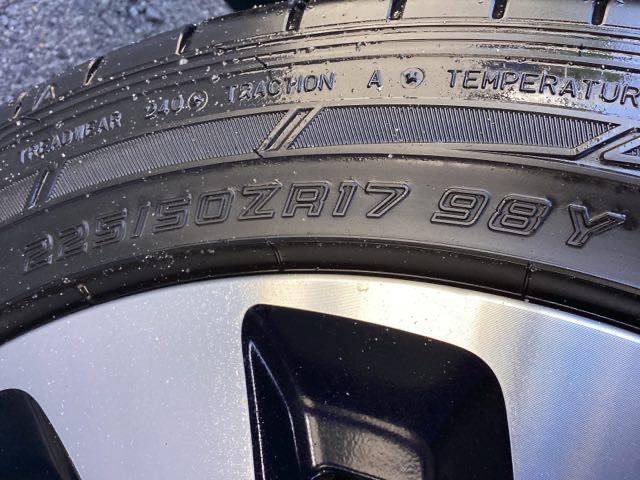 TREADWEAR 240 TRACTION A TEMPERATUR
225/50ZR17 98Y